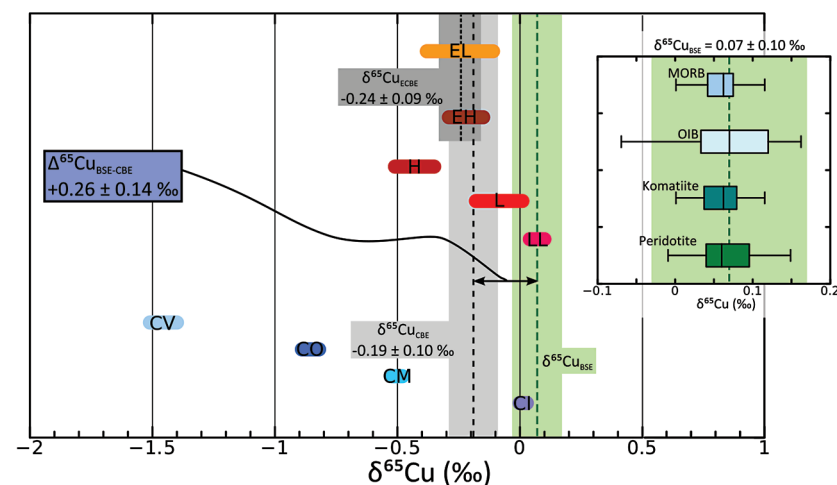 δ⁶⁵Cu_BSE = 0.07 ± 0.10 ‰
EL
MORB
δ⁶⁵Cu_ECBE
-0.24 ± 0.09 ‰
EH
OIB
Δ⁶⁵Cu_BSE-CBE
+0.26 ± 0.14 ‰
H
L
Komatiite
LL
Peridotite
−0.1 0 0.1 0.2
δ⁶⁵Cu (‰)
CV
δ⁶⁵Cu_CBE
-0.19 ± 0.10 ‰
CO
δ⁶⁵Cu_BSE
CM
CI
−2 −1.5 −1 −0.5 0 0.5 1
δ⁶⁵Cu (‰)